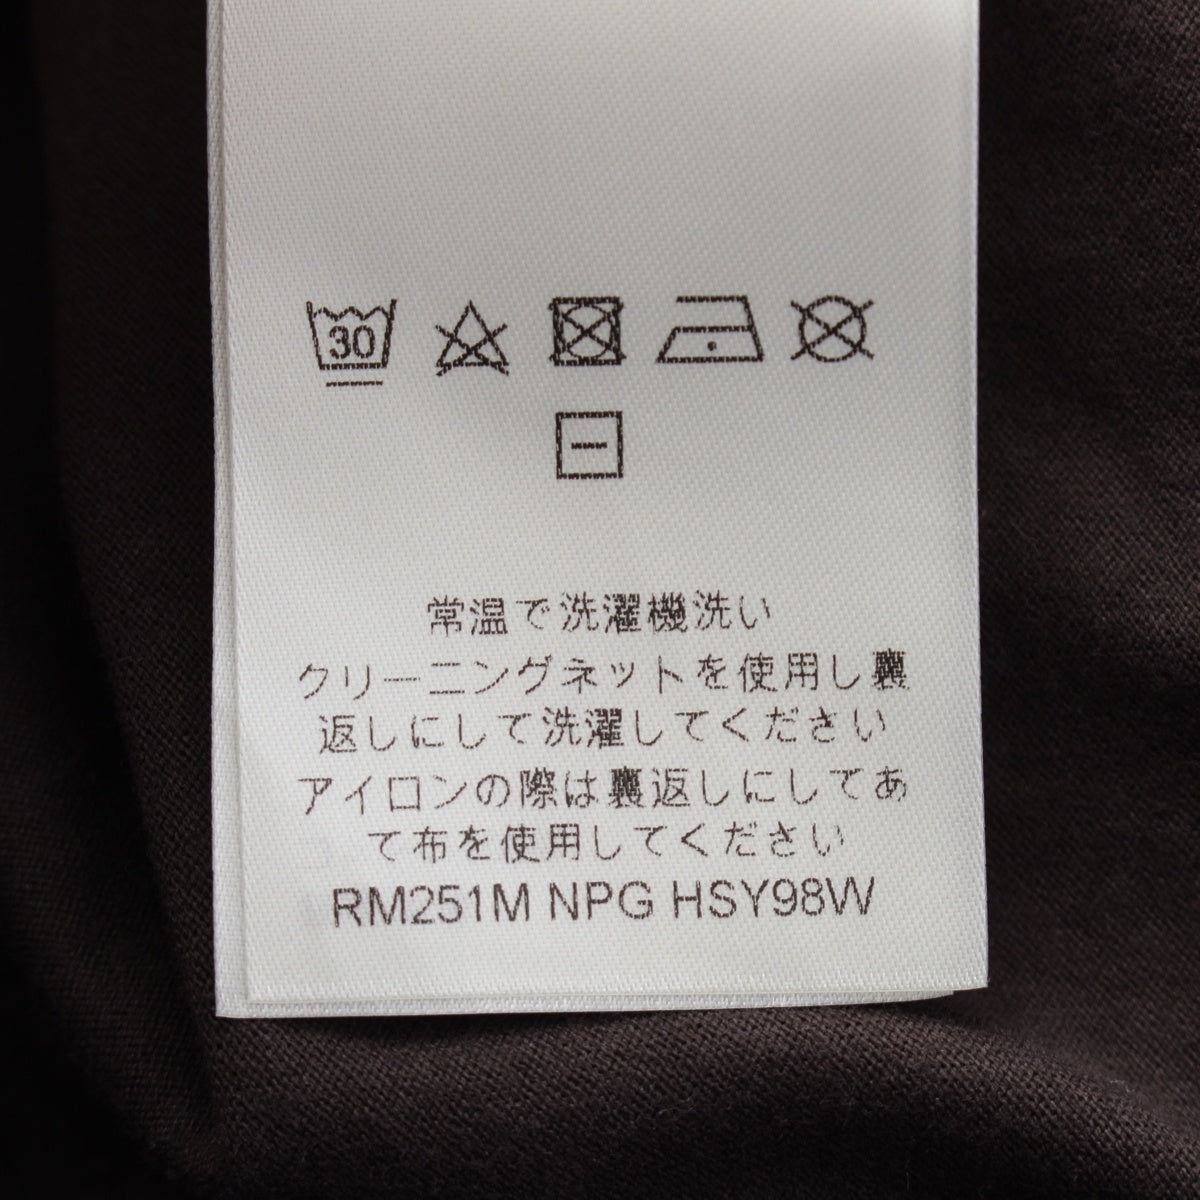 30
常温で洗濯機洗い
クリーニングネットを使用し裏
返しにして洗濯してください
アイロンの際は裏返しにしてあ
て布を使用してください
RM251M NPG HSY98W